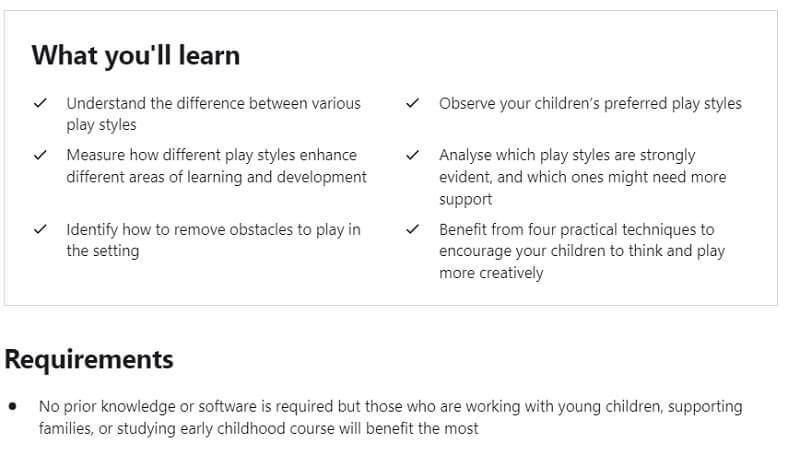 What you'll learn
Understand the difference between various
play styles
Observe your children’s preferred play styles
Measure how different play styles enhance
different areas of learning and development
Analyse which play styles are strongly
evident, and which ones might need more
support
Identify how to remove obstacles to play in
the setting
Benefit from four practical techniques to
encourage your children to think and play
more creatively
Requirements
No prior knowledge or software is required but those who are working with young children, supporting
families, or studying early childhood course will benefit the most